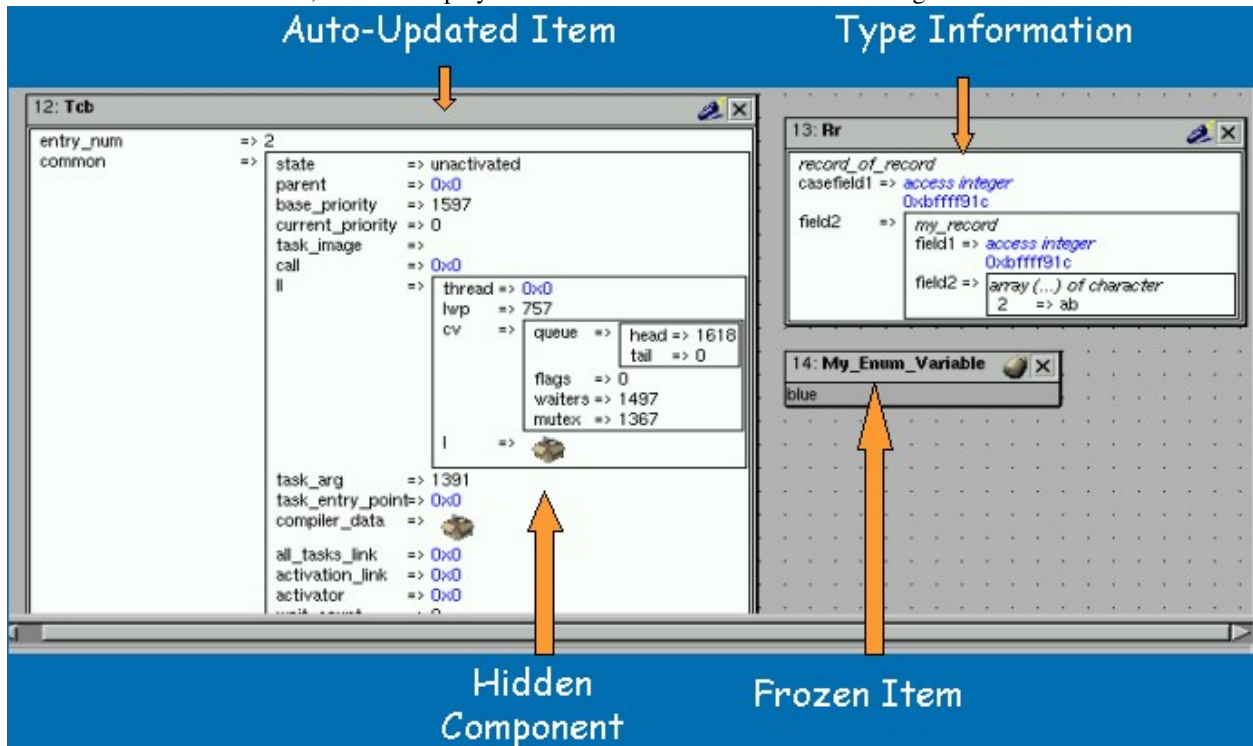 Auto-Updated Item
Type Information
12: Tcb
entry_num => 2
common =>
state => unactivated
parent => 0x0
base_priority => 1597
current_priority => 0
task_image =>
call => 0x0
ll =>
thread => 0x0
lwp => 757
cv =>
queue =>
head => 1618
tail => 0
flags => 0
waiters => 1497
mutex => 1367
l =>
task_arg => 1391
task_entry_point=> 0x0
compiler_data =>
all_tasks_link => 0x0
activation_link => 0x0
activator => 0x0
13: Rr
record_of_record
casefield1 => access integer
0xbffff91c
field2 =>
my_record
field1 => access integer
0xbffff91c
field2 =>
array (...) of character
2 => ab
14: My_Enum_Variable
blue
Hidden
Component
Frozen Item